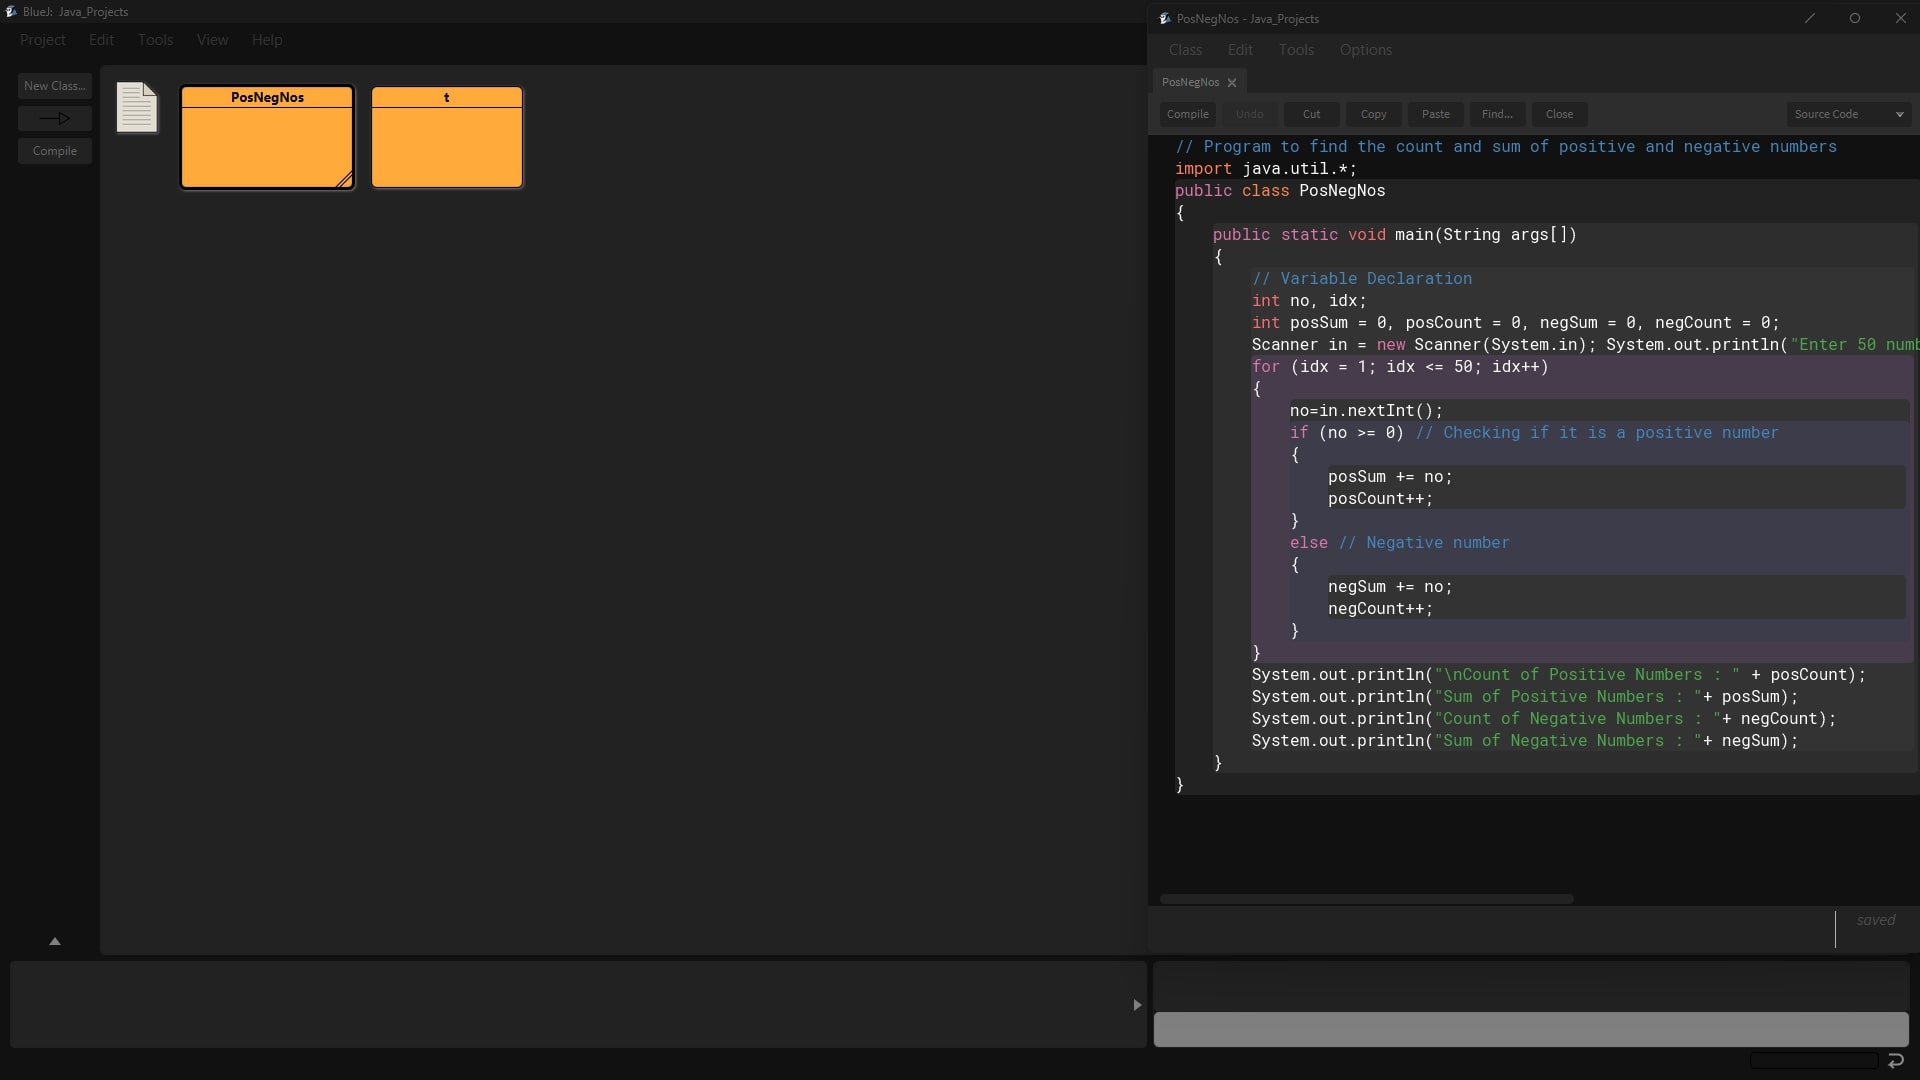 BlueJ: Java_Projects
Project Edit Tools View Help
New Class...
Compile
PosNegNos
t
PosNegNos - Java_Projects
Class Edit Tools Options
PosNegNos
Compile Undo Cut Copy Paste Find... Close Source Code
// Program to find the count and sum of positive and negative numbers
import java.util.*;
public class PosNegNos
{
public static void main(String args[])
{
// Variable Declaration
int no, idx;
int posSum = 0, posCount = 0, negSum = 0, negCount = 0;
Scanner in = new Scanner(System.in); System.out.println("Enter 50 numb
for (idx = 1; idx <= 50; idx++)
{
no=in.nextInt();
if (no >= 0) // Checking if it is a positive number
{
posSum += no;
posCount++;
}
else // Negative number
{
negSum += no;
negCount++;
}
}
System.out.println("\nCount of Positive Numbers : " + posCount);
System.out.println("Sum of Positive Numbers : "+ posSum);
System.out.println("Count of Negative Numbers : "+ negCount);
System.out.println("Sum of Negative Numbers : "+ negSum);
}
}
saved